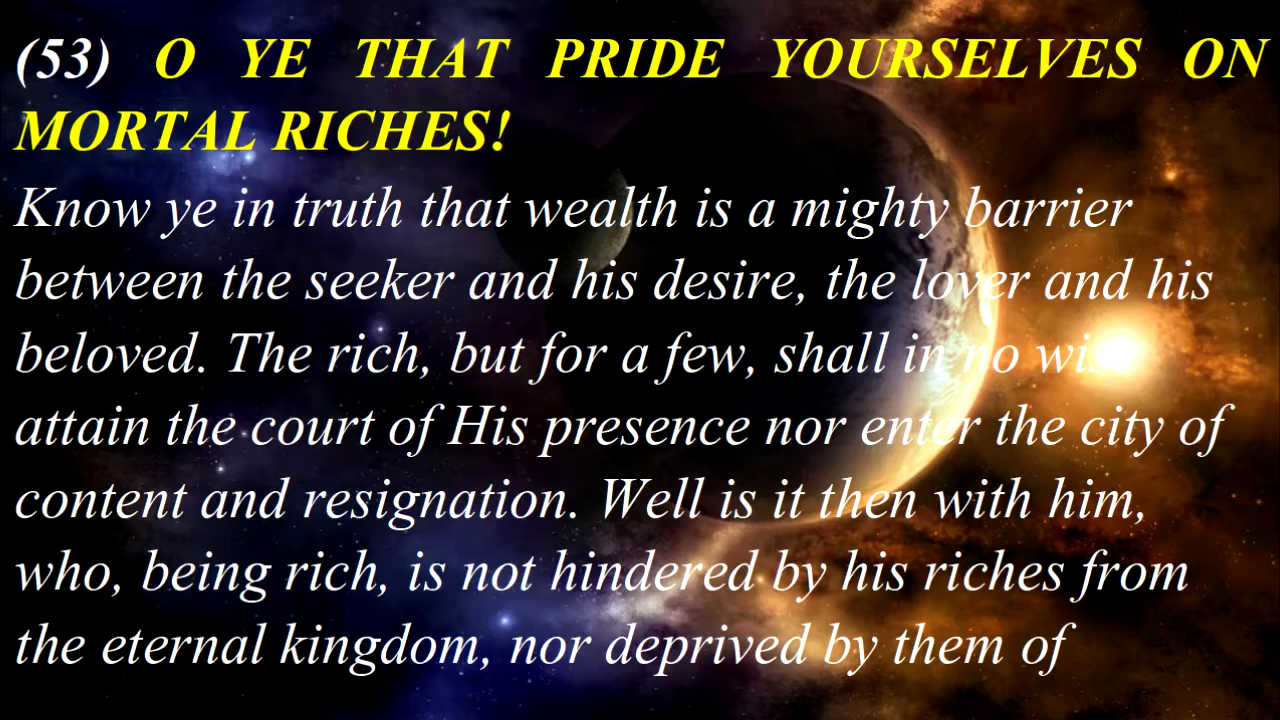 (53) O YE THAT PRIDE YOURSELVES ON
MORTAL RICHES!
Know ye in truth that wealth is a mighty barrier
between the seeker and his desire, the lover and his
beloved. The rich, but for a few, shall in no wise
attain the court of His presence nor enter the city of
content and resignation. Well is it then with him,
who, being rich, is not hindered by his riches from
the eternal kingdom, nor deprived by them of